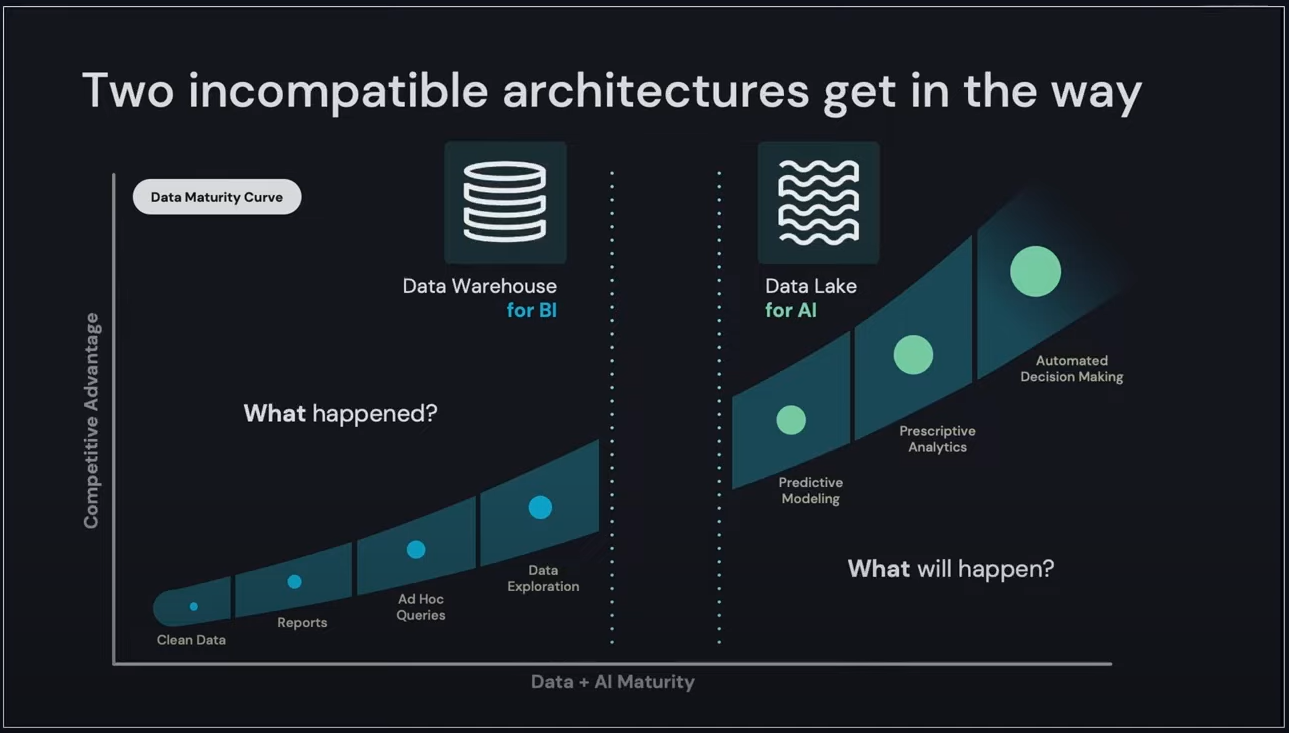 Two incompatible architectures get in the way
Data Maturity Curve
Data Warehouse
for BI
Data Lake
for AI
Competitive Advantage
What happened?
Automated
Decision Making
Prescriptive
Analytics
Predictive
Modeling
What will happen?
Data
Exploration
Ad Hoc
Queries
Reports
Clean Data
Data + AI Maturity